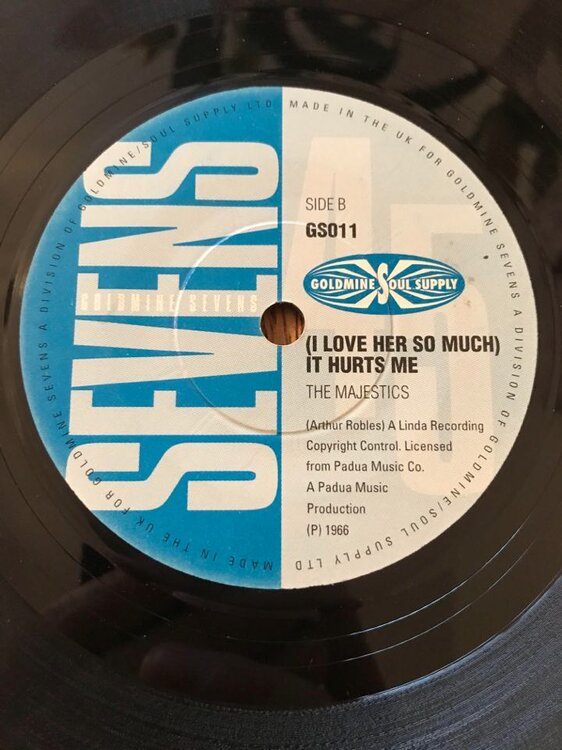 MADE IN THE UK FOR GOLDMINE SEVENS A DIVISION OF GOLDMINE/SOUL SUPPLY LTD
MADE IN THE UK FOR GOLDMINE SEVENS A DIVISION OF GOLDMINE/SOUL SUPPLY LTD
SEVENS
GOLDMINE SEVENS
45
SIDE B
GS011
GOLDMINE SOUL SUPPLY
(I LOVE HER SO MUCH)
IT HURTS ME
THE MAJESTICS
(Arthur Robles) A Linda Recording
Copyright Control. Licensed
from Padua Music Co.
A Padua Music
Production
(P) 1966